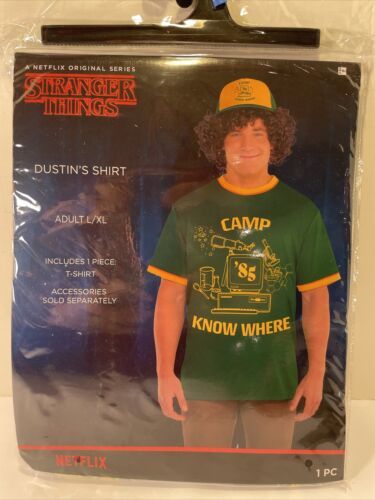 A NETFLIX ORIGINAL SERIES
STRANGER
THINGS
DUSTIN'S SHIRT
ADULT L/XL
INCLUDES 1 PIECE:
T-SHIRT
ACCESSORIES
SOLD SEPARATELY
CAMP
'85
KNOW WHERE
NETFLIX
1 PC